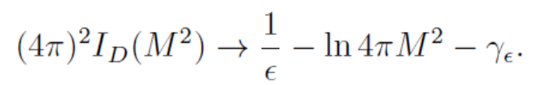 (4π)²I_D(M²) → 1/ϵ − ln 4πM² − γ_ϵ.